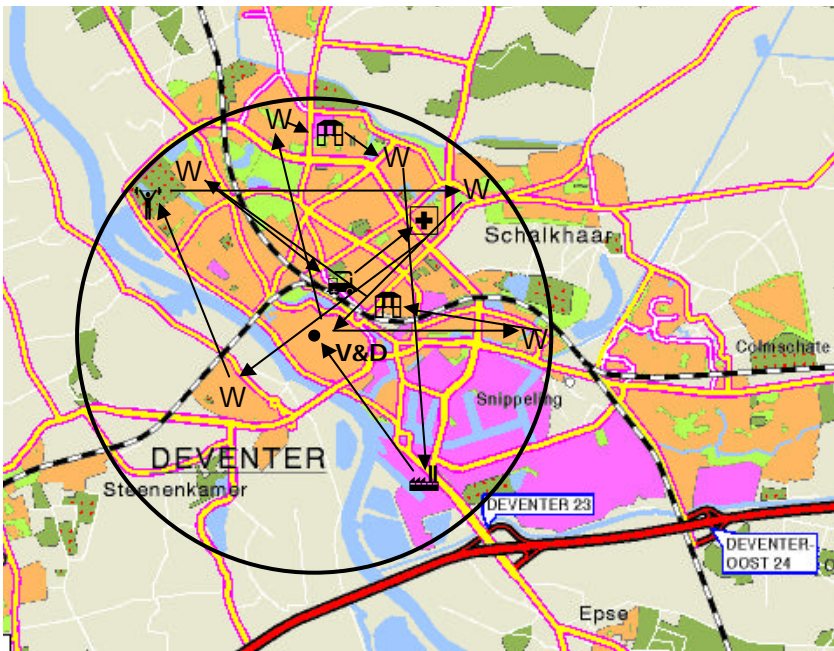 W
W
W
W
Schalkhaar
V&D
W
Colmschate
W
Snippeling
DEVENTER
Steenenkamer
DEVENTER 23
DEVENTER-
OOST 24
Epse